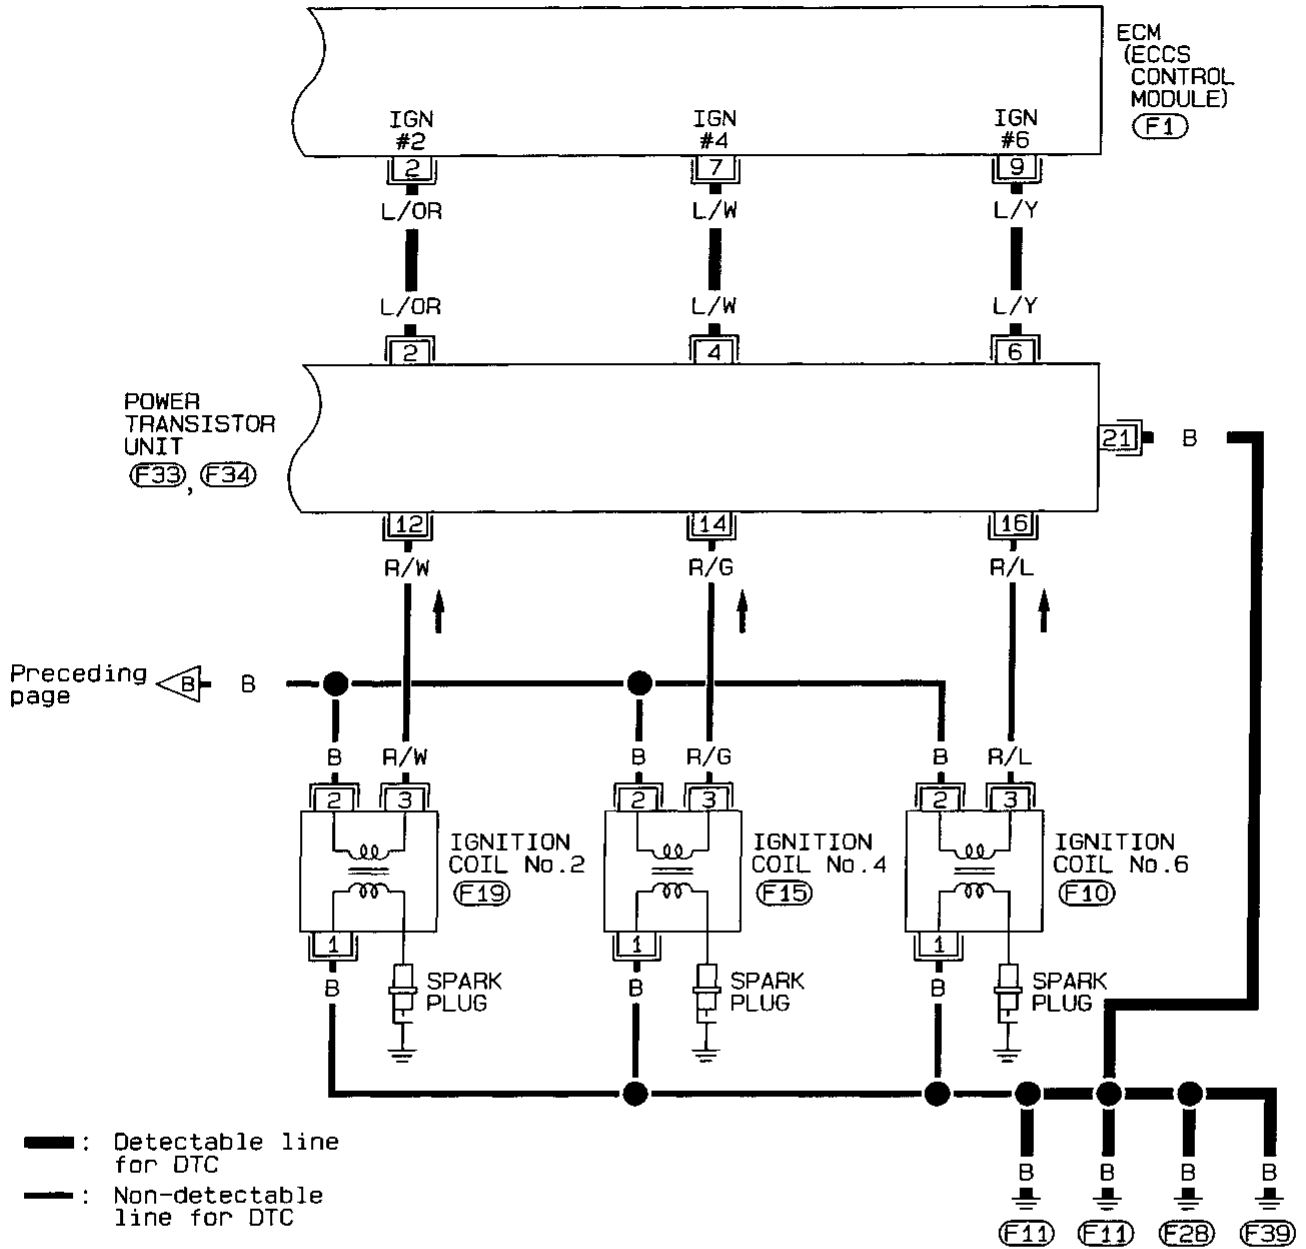 ECM
(ECCS
CONTROL
MODULE)
F1
IGN IGN IGN
#2 #4 #6
2 7 9
L/OR L/W L/Y
L/OR L/W L/Y
2 4 6
POWER
TRANSISTOR
UNIT
F33, F34
21 B
12 14 16
R/W R/G R/L
Preceding
page
B B
B R/W B R/G B R/L
2 3 2 3 2 3
IGNITION
COIL No.2
F19
IGNITION
COIL No.4
F15
IGNITION
COIL No.6
F10
1 1 1
B B B
SPARK
PLUG
SPARK
PLUG
SPARK
PLUG
: Detectable line
for DTC
: Non-detectable
line for DTC
B B B B
F11 F11 F28 F39